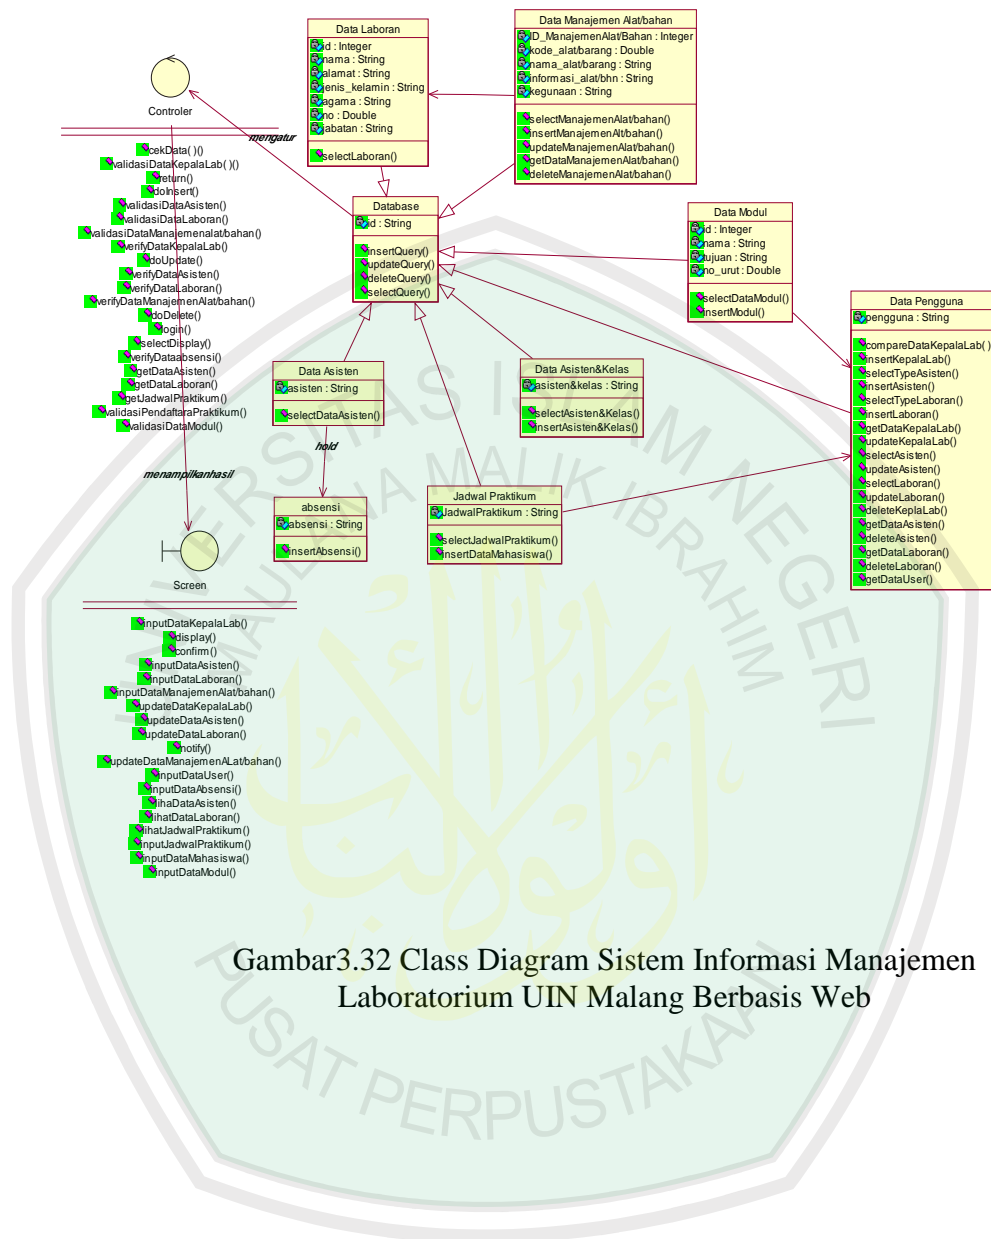 Data Laboran
id : Integer
nama : String
alamat : String
jenis_kelamin : String
agama : String
no : Double
jabatan : String
selectLaboran()
Data Manajemen Alat/bahan
ID_ManajemenAlat/Bahan : Integer
kode_alat/barang : Double
nama_alat/barang : String
informasi_alat/bhn : String
kegunaan : String
selectManajemenAlat/bahan()
insertManajemenAlt/bahan()
updateManajemenAlat/bahan()
getDataManajemenAlat/bahan()
deleteManajemenAlat/bahan()
Controler
mengatur
cekData( )()
validasiDataKepalaLab( )()
return()
doInsert()
validasiDataAsisten()
validasiDataLaboran()
validasiDataManajemenalat/bahan()
verifyDataKepalaLab()
doUpdate()
verifyDataAsisten()
verifyDataLaboran()
verifyDataManajemenAlat/bahan()
doDelete()
login()
selectDisplay()
verifyDataabsensi()
getDataAsisten()
getDataLaboran()
getJadwalPraktikum()
validasiPendaftaraPraktikum()
validasiDataModul()
Database
id : String
insertQuery()
updateQuery()
deleteQuery()
selectQuery()
Data Modul
id : Integer
nama : String
tujuan : String
no_urut : Double
selectDataModul()
insertModul()
Data Pengguna
pengguna : String
compareDataKepalaLab( )
insertKepalaLab()
selectTypeAsisten()
insertAsisten()
selectTypeLaboran()
insertLaboran()
getDataKepalaLab()
updateKepalaLab()
selectAsisten()
updateAsisten()
selectLaboran()
updateLaboran()
deleteKeplaLab()
getDataAsisten()
deleteAsisten()
getDataLaboran()
deleteLaboran()
getDataUser()
Data Asisten
asisten : String
selectDataAsisten()
Data Asisten&Kelas
asisten&kelas : String
selectAsisten&Kelas()
insertAsisten&Kelas()
hold
menampilkanhasil
absensi
absensi : String
insertAbsensi()
Jadwal Praktikum
JadwalPraktikum : String
selectJadwalPraktikum()
insertDataMahasiswa()
Screen
inputDataKepalaLab()
display()
confirm()
inputDataAsisten()
inputDataLaboran()
inputDataManajemenAlat/bahan()
updateDataKepalaLab()
updateDataAsisten()
updateDataLaboran()
notify()
updateDataManajemenALat/bahan()
inputDataUser()
inputDataAbsensi()
lihaDataAsisten()
lihatDataLaboran()
lihatJadwalPraktikum()
inputJadwalPraktikum()
inputDataMahasiswa()
inputDataModul()
Gambar3.32 Class Diagram Sistem Informasi Manajemen
Laboratorium UIN Malang Berbasis Web
UNIVERSITAS ISLAM NEGERI
MAULANA MALIK IBRAHIM
PUSAT PERPUSTAKAAN